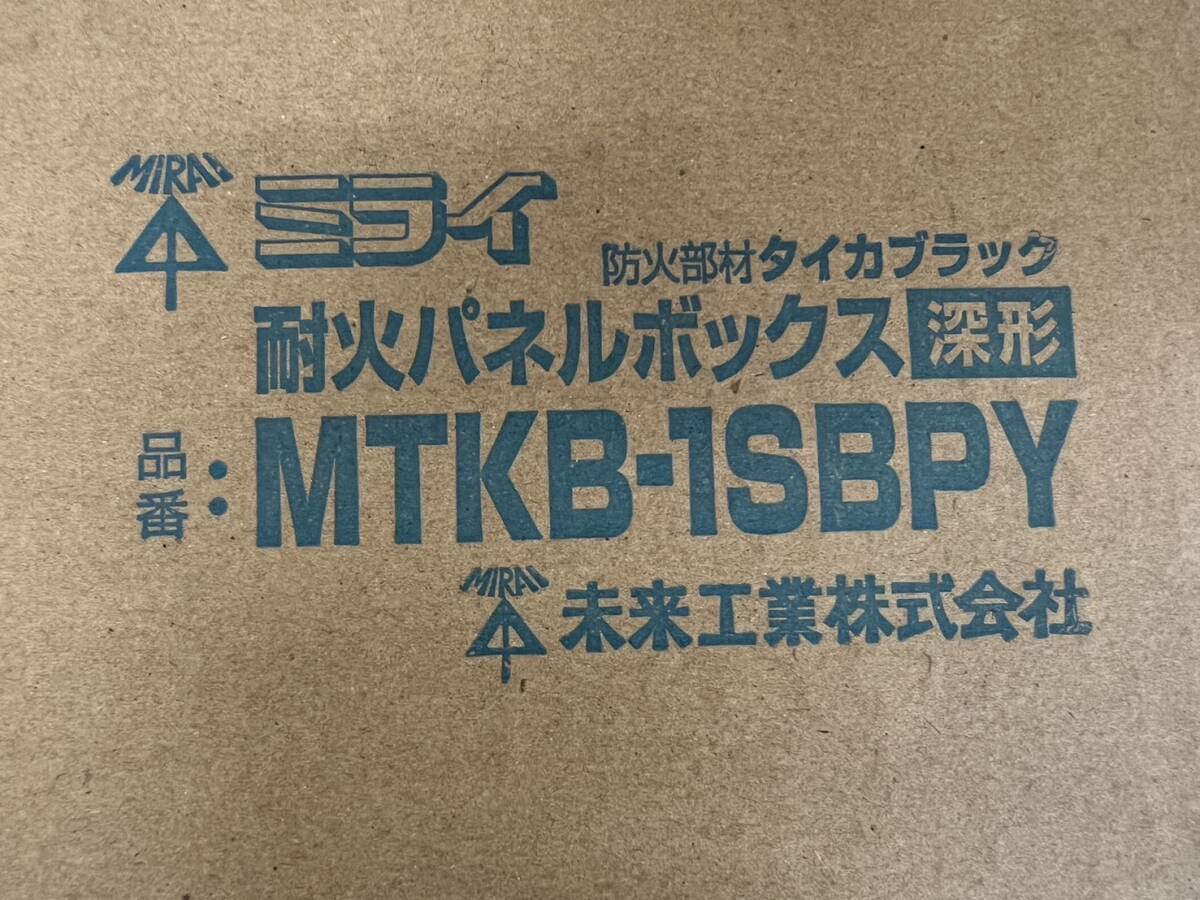 MIRAI ミライ
防火部材タイカブラック
耐火パネルボックス 深形
品番：MTKB-1SBPY
MIRAI 未来工業株式会社